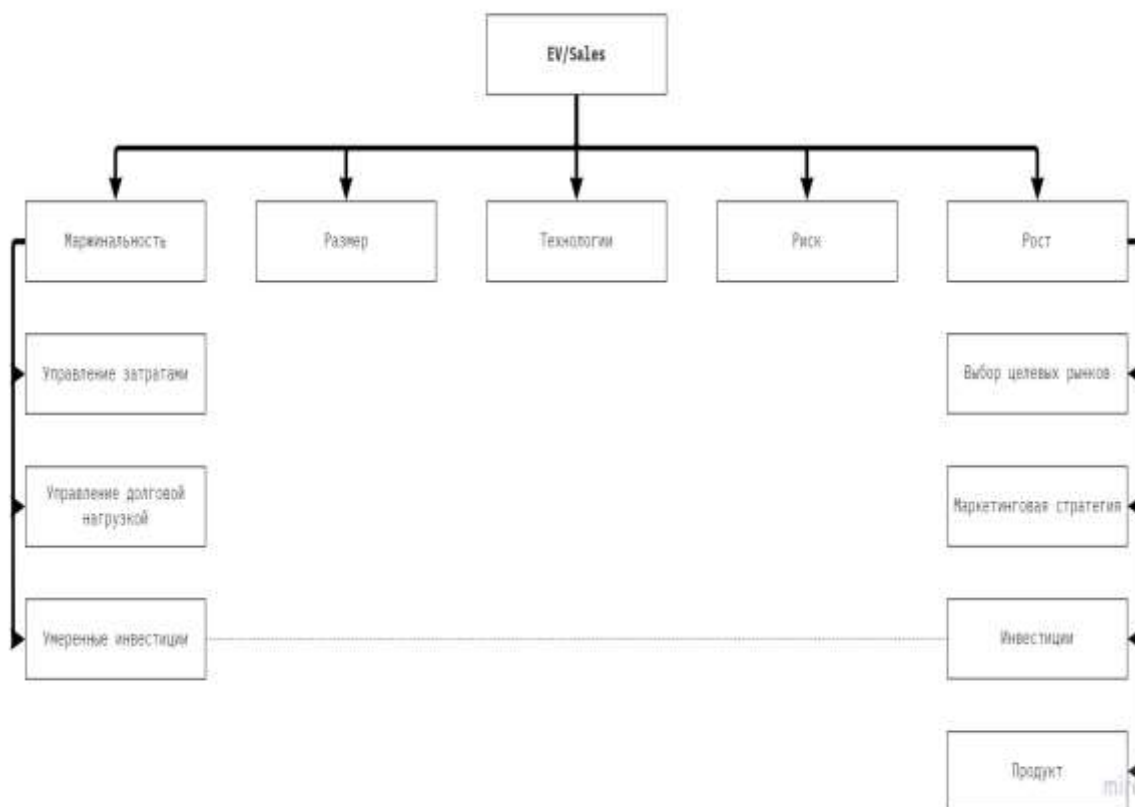 EV/Sales
Маржинальность
Размер
Технологии
Риск
Рост
Управление затратами
Выбор целевых рынков
Управление долговой
нагрузкой
Маркетинговая стратегия
Умеренные инвестиции
Инвестиции
Продукт